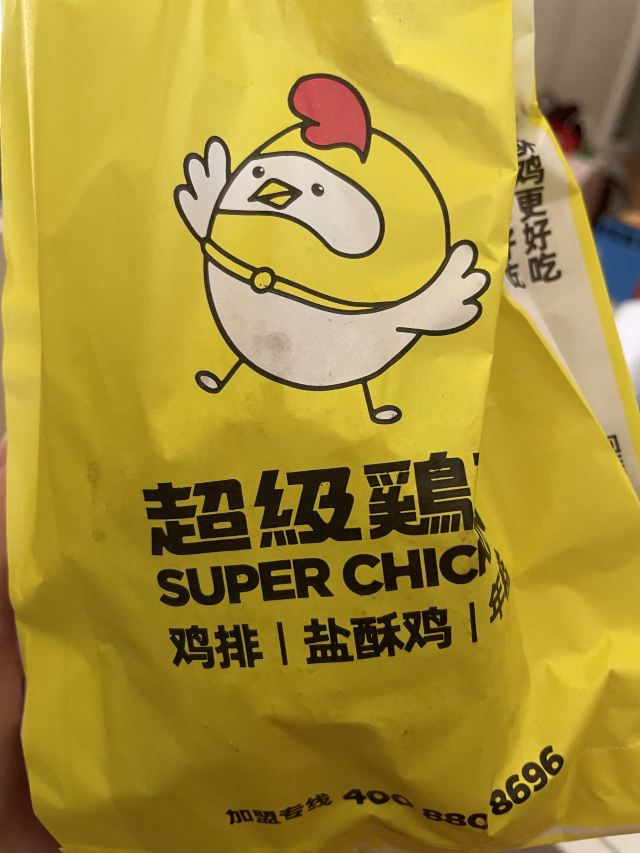 鸡更好吃
超級鷄
SUPER CHIC
鸡排 | 盐酥鸡 |
加盟专线 400 880 8696